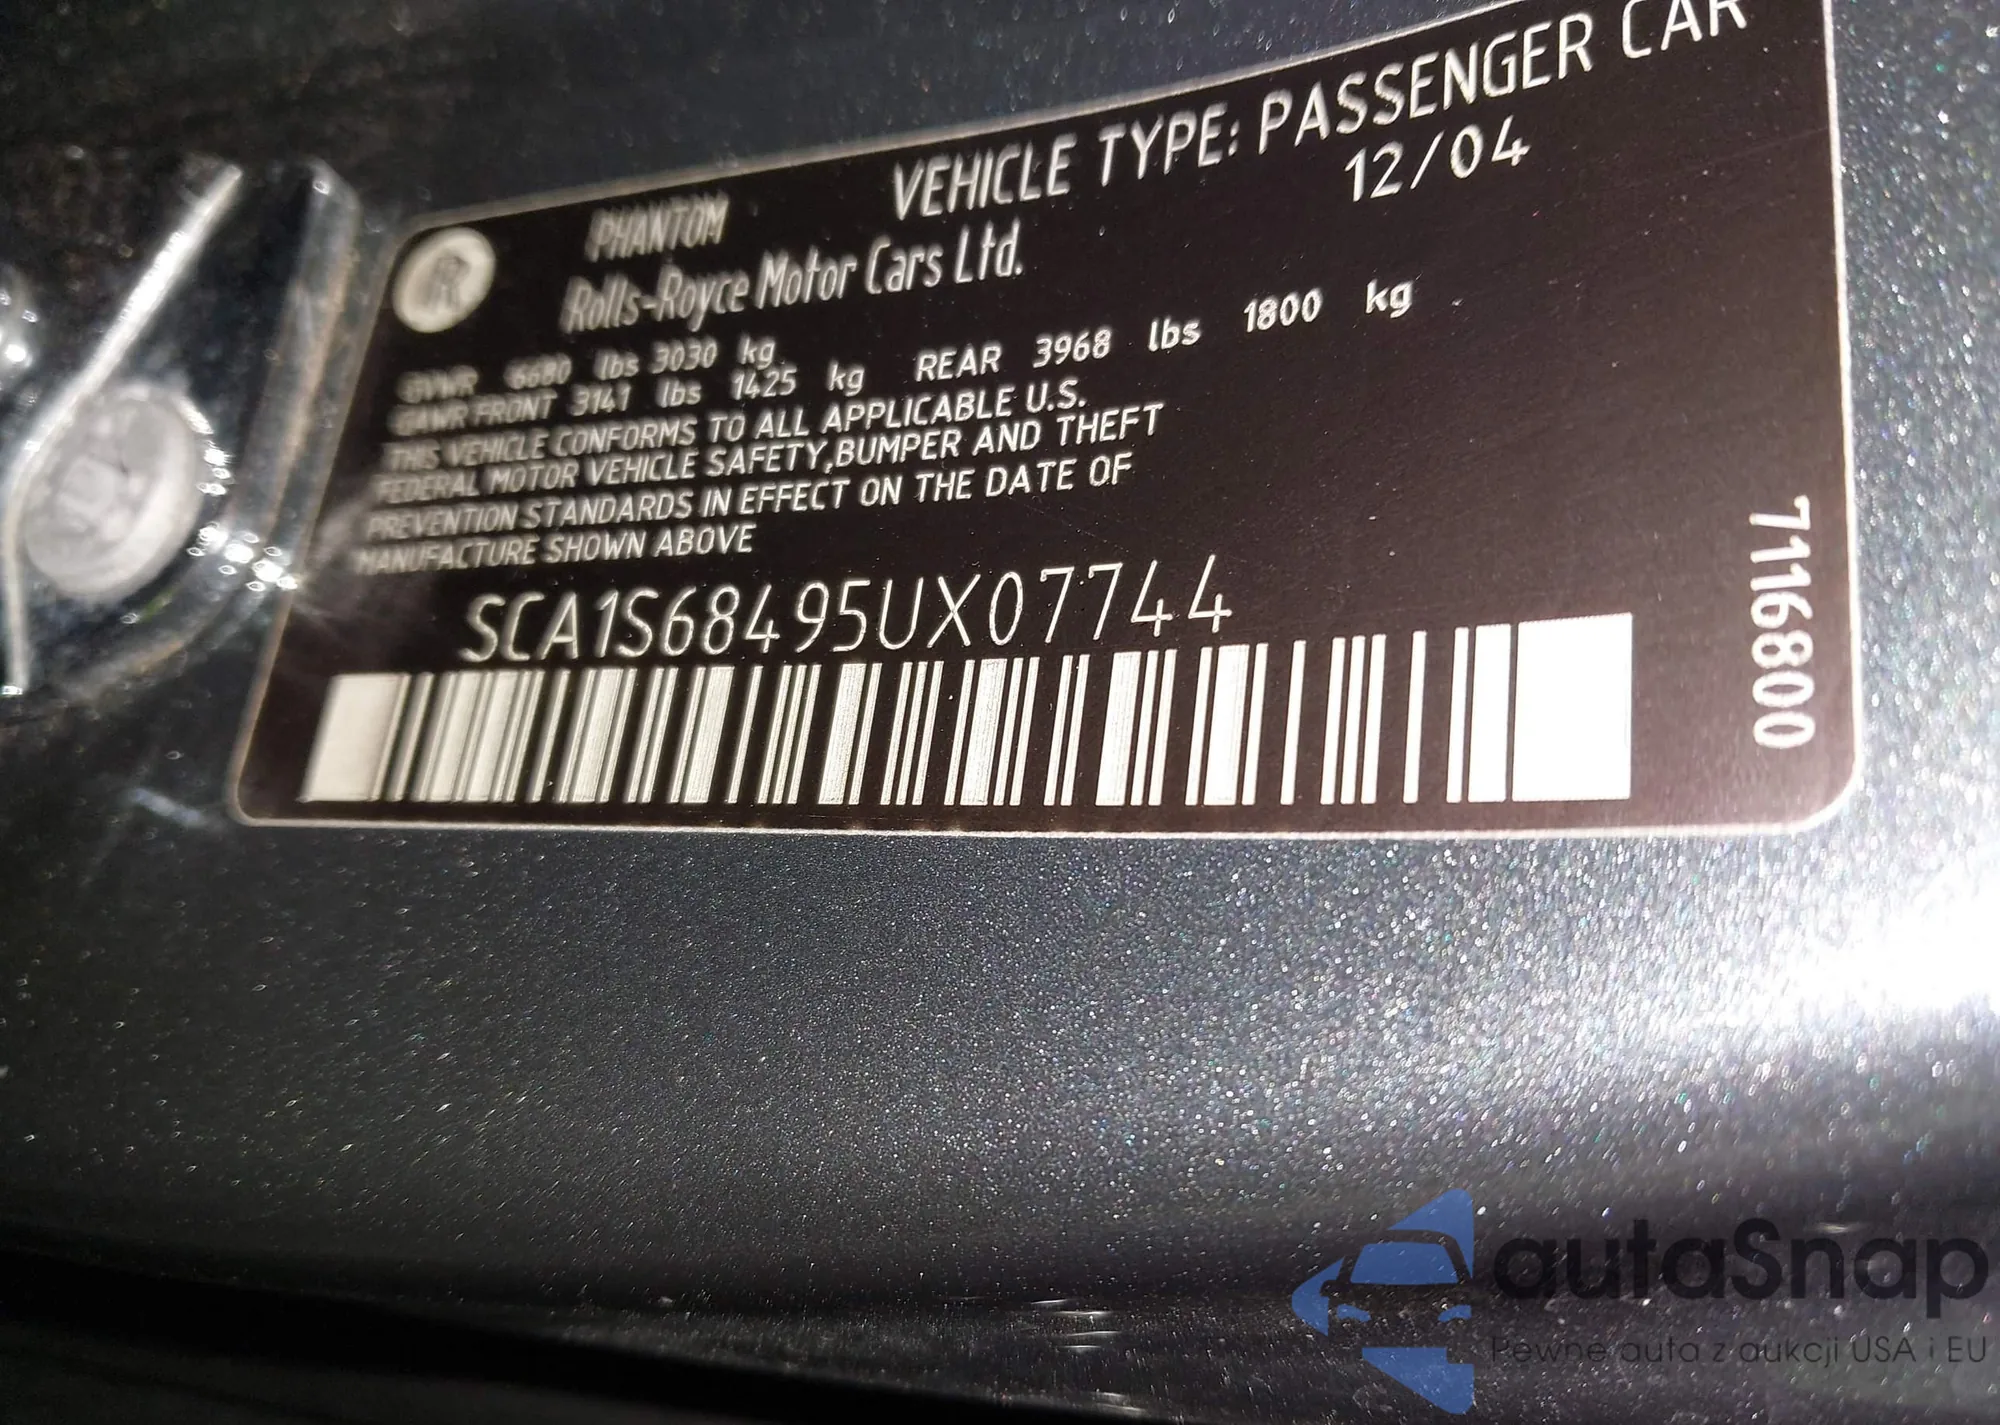 VEHICLE TYPE: PASSENGER CAR
PHANTOM 12/04
Rolls-Royce Motor Cars Ltd.
GVWR 6680 lbs 3030 kg
GAWR FRONT 3141 lbs 1425 kg REAR 3968 lbs 1800 kg
THIS VEHICLE CONFORMS TO ALL APPLICABLE U.S.
FEDERAL MOTOR VEHICLE SAFETY,BUMPER AND THEFT
PREVENTION STANDARDS IN EFFECT ON THE DATE OF
MANUFACTURE SHOWN ABOVE
SCA1S68495UX07744
7116800
autaSnap
Pewne auta z aukcji USA i EU